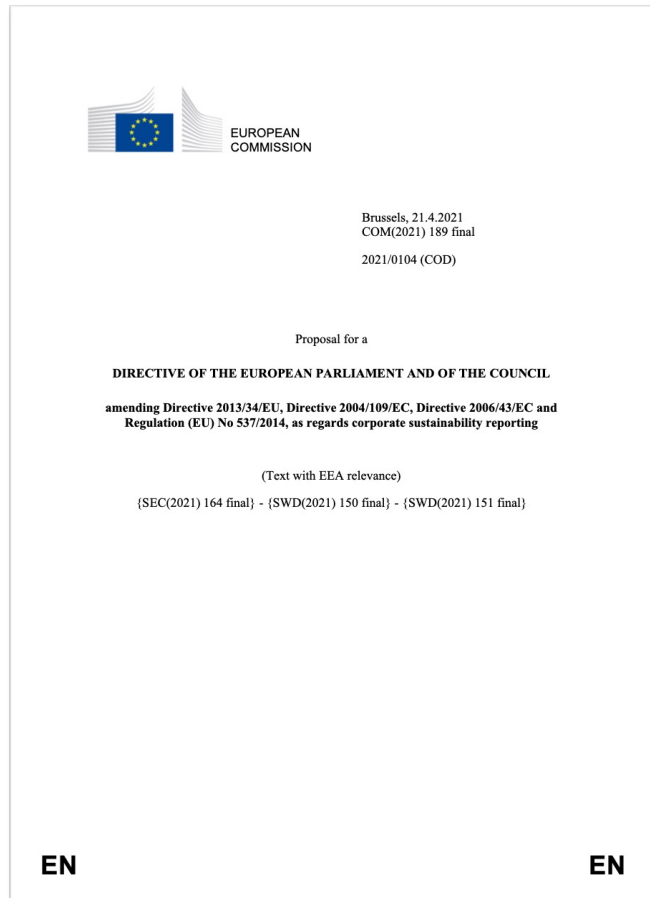 EUROPEAN
COMMISSION
Brussels, 21.4.2021
COM(2021) 189 final
2021/0104 (COD)
Proposal for a
DIRECTIVE OF THE EUROPEAN PARLIAMENT AND OF THE COUNCIL
amending Directive 2013/34/EU, Directive 2004/109/EC, Directive 2006/43/EC and
Regulation (EU) No 537/2014, as regards corporate sustainability reporting
(Text with EEA relevance)
{SEC(2021) 164 final} - {SWD(2021) 150 final} - {SWD(2021) 151 final}
EN EN